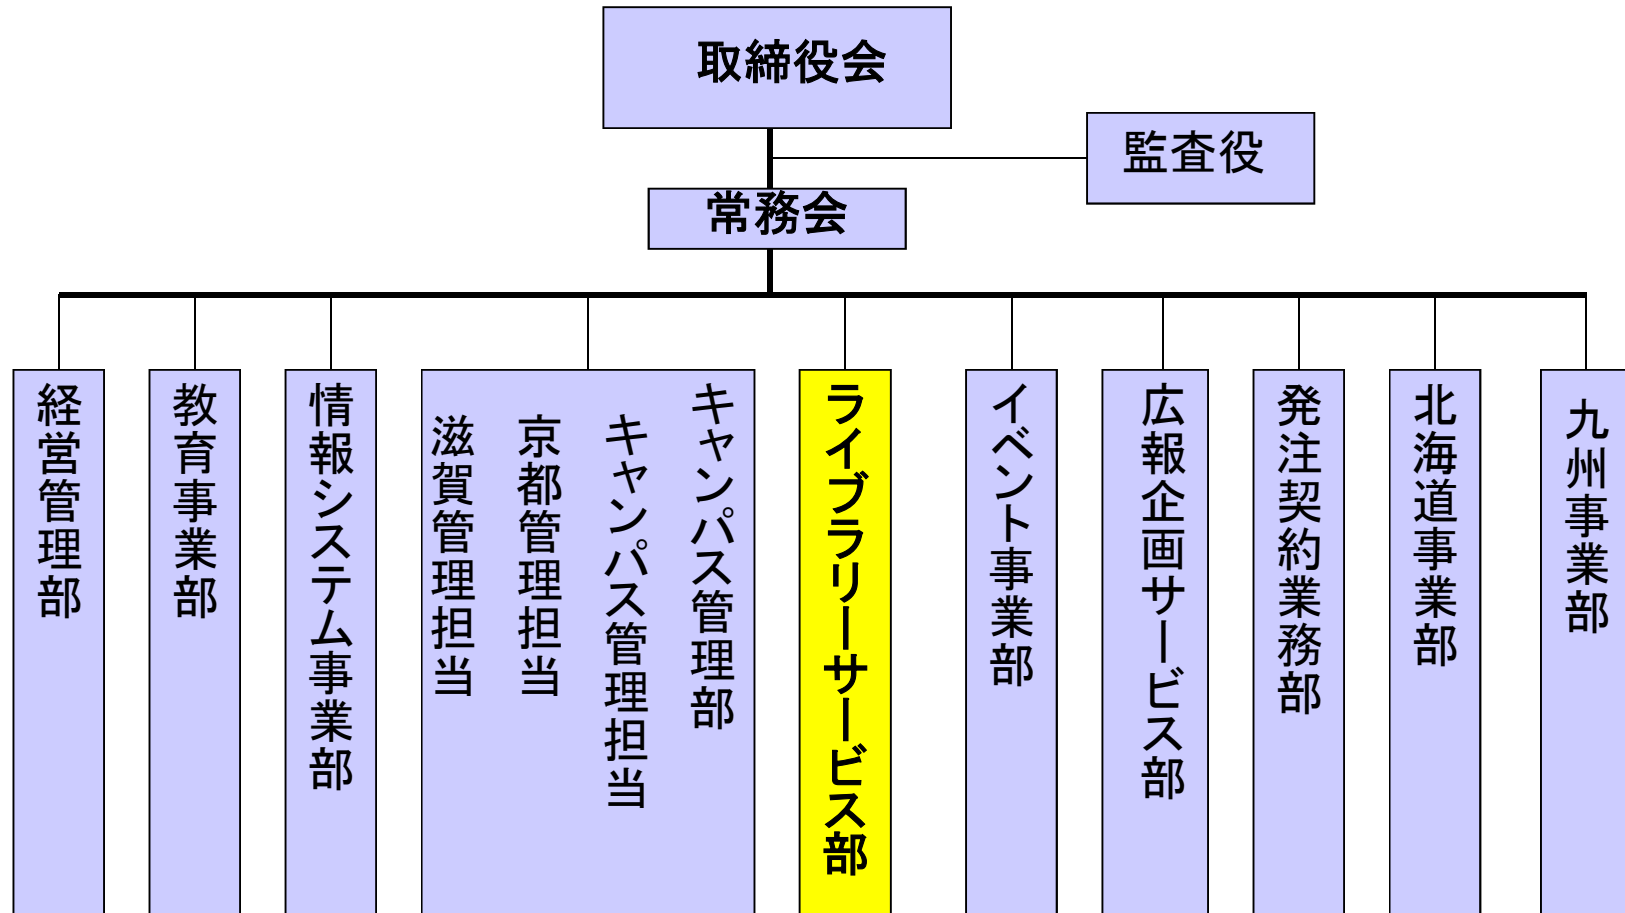 取締役会
監査役
常務会
経営管理部
教育事業部
情報システム事業部
キャンパス管理部
キャンパス管理担当
京都管理担当
滋賀管理担当
ライブラリーサービス部
イベント事業部
広報企画サービス部
発注契約業務部
北海道事業部
九州事業部